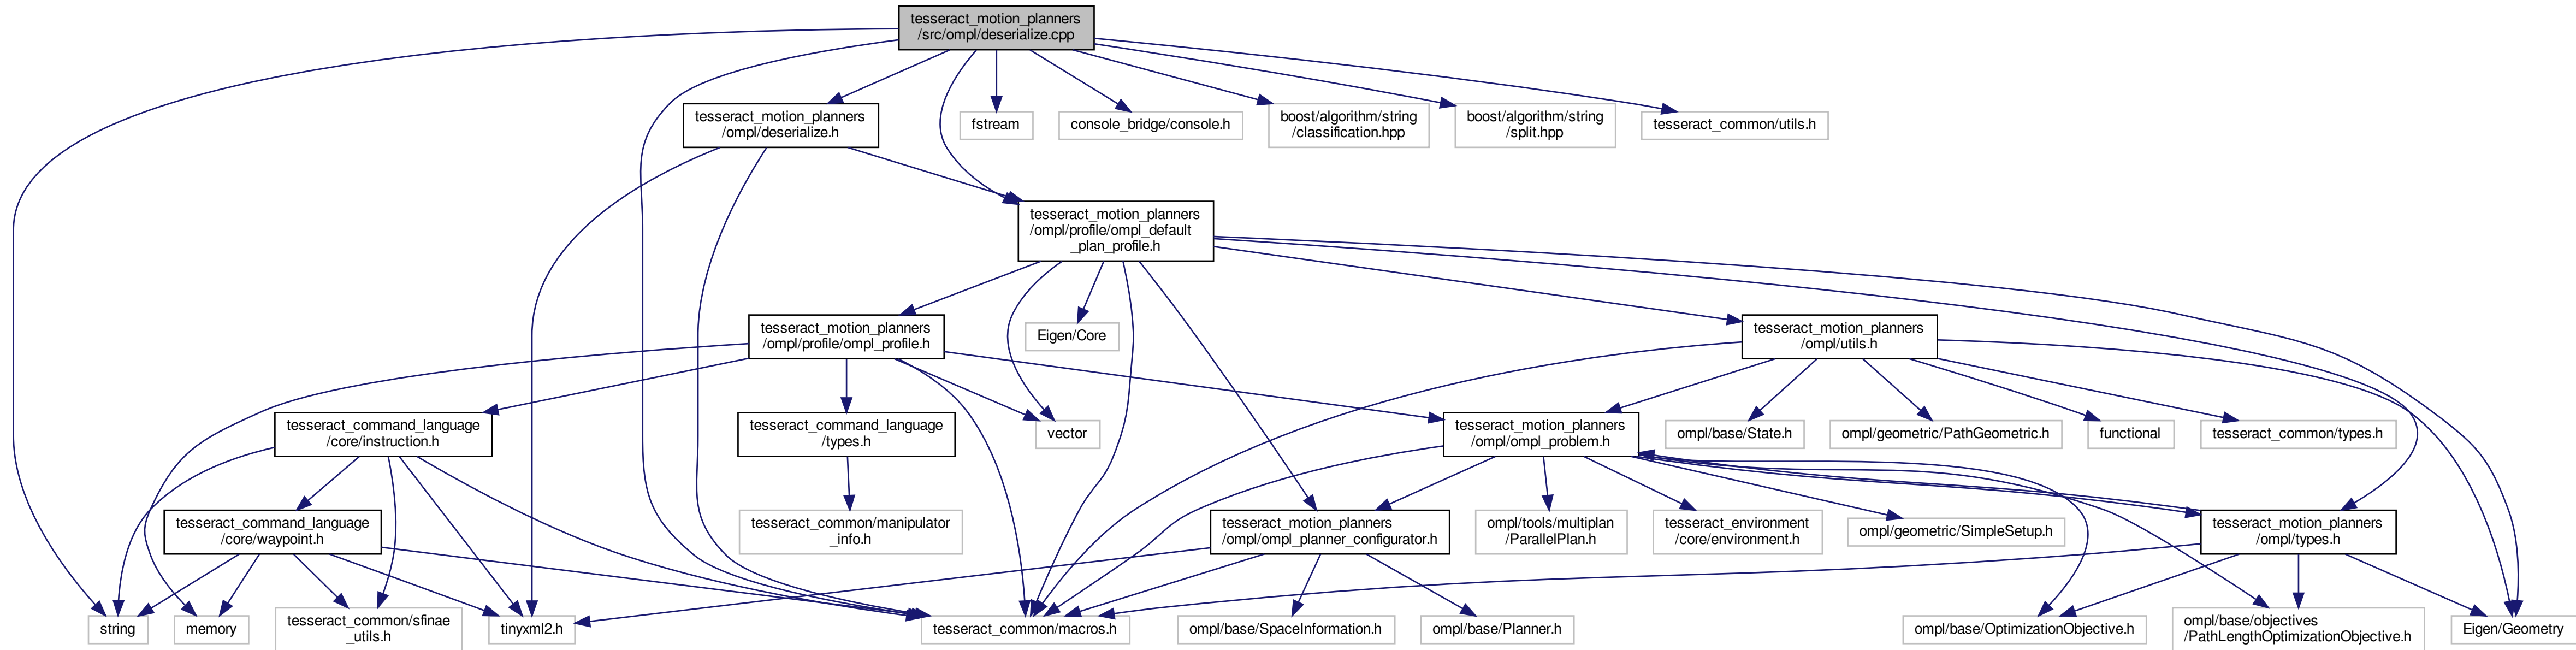 tesseract_motion_planners
/src/ompl/deserialize.cpp
tesseract_motion_planners
/ompl/deserialize.h
fstream
console_bridge/console.h
boost/algorithm/string
/classification.hpp
boost/algorithm/string
/split.hpp
tesseract_common/utils.h
tesseract_motion_planners
/ompl/profile/ompl_default
_plan_profile.h
tesseract_motion_planners
/ompl/profile/ompl_profile.h
Eigen/Core
tesseract_motion_planners
/ompl/utils.h
tesseract_command_language
/core/instruction.h
tesseract_command_language
/types.h
vector
tesseract_motion_planners
/ompl/ompl_problem.h
ompl/base/State.h
ompl/geometric/PathGeometric.h
functional
tesseract_common/types.h
tesseract_command_language
/core/waypoint.h
tesseract_common/manipulator
_info.h
tesseract_motion_planners
/ompl/ompl_planner_configurator.h
ompl/tools/multiplan
/ParallelPlan.h
tesseract_environment
/core/environment.h
ompl/geometric/SimpleSetup.h
tesseract_motion_planners
/ompl/types.h
string
memory
tesseract_common/sfinae
_utils.h
tinyxml2.h
tesseract_common/macros.h
ompl/base/SpaceInformation.h
ompl/base/Planner.h
ompl/base/OptimizationObjective.h
ompl/base/objectives
/PathLengthOptimizationObjective.h
Eigen/Geometry